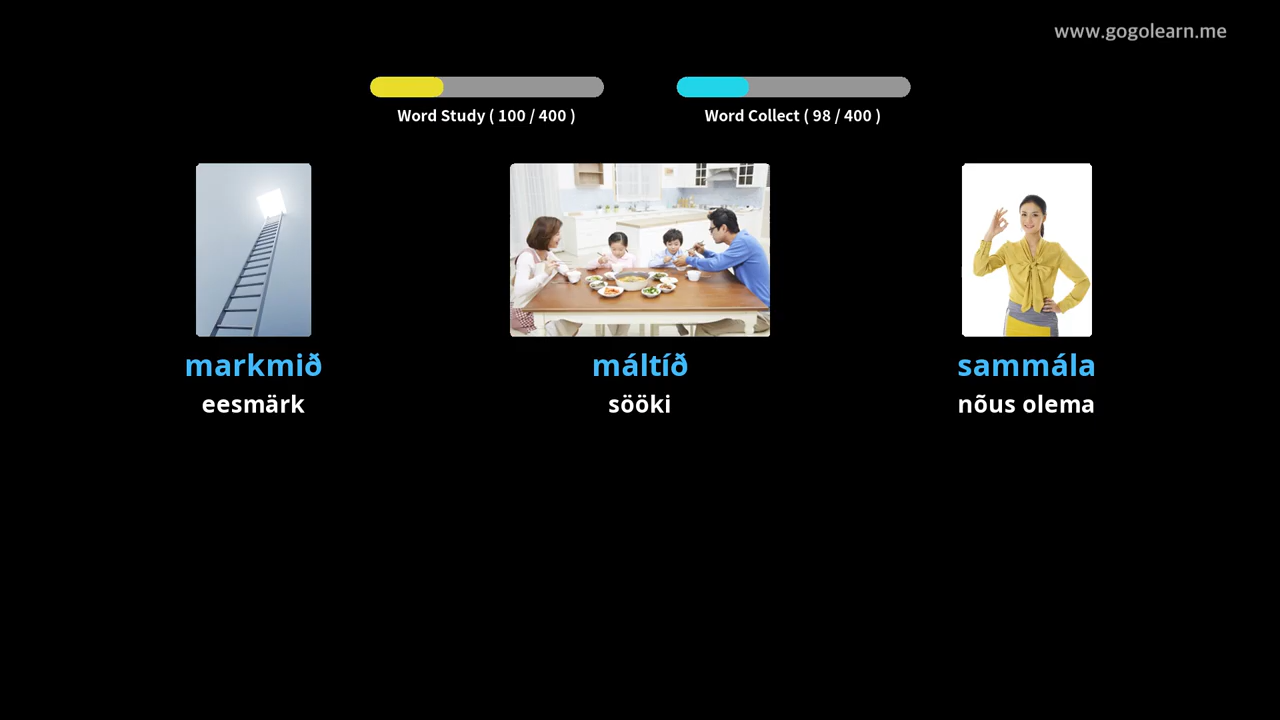 www.gogolearn.me
Word Study ( 100 / 400 )
Word Collect ( 98 / 400 )
markmið
máltíð
sammála
eesmärk
sööki
nõus olema